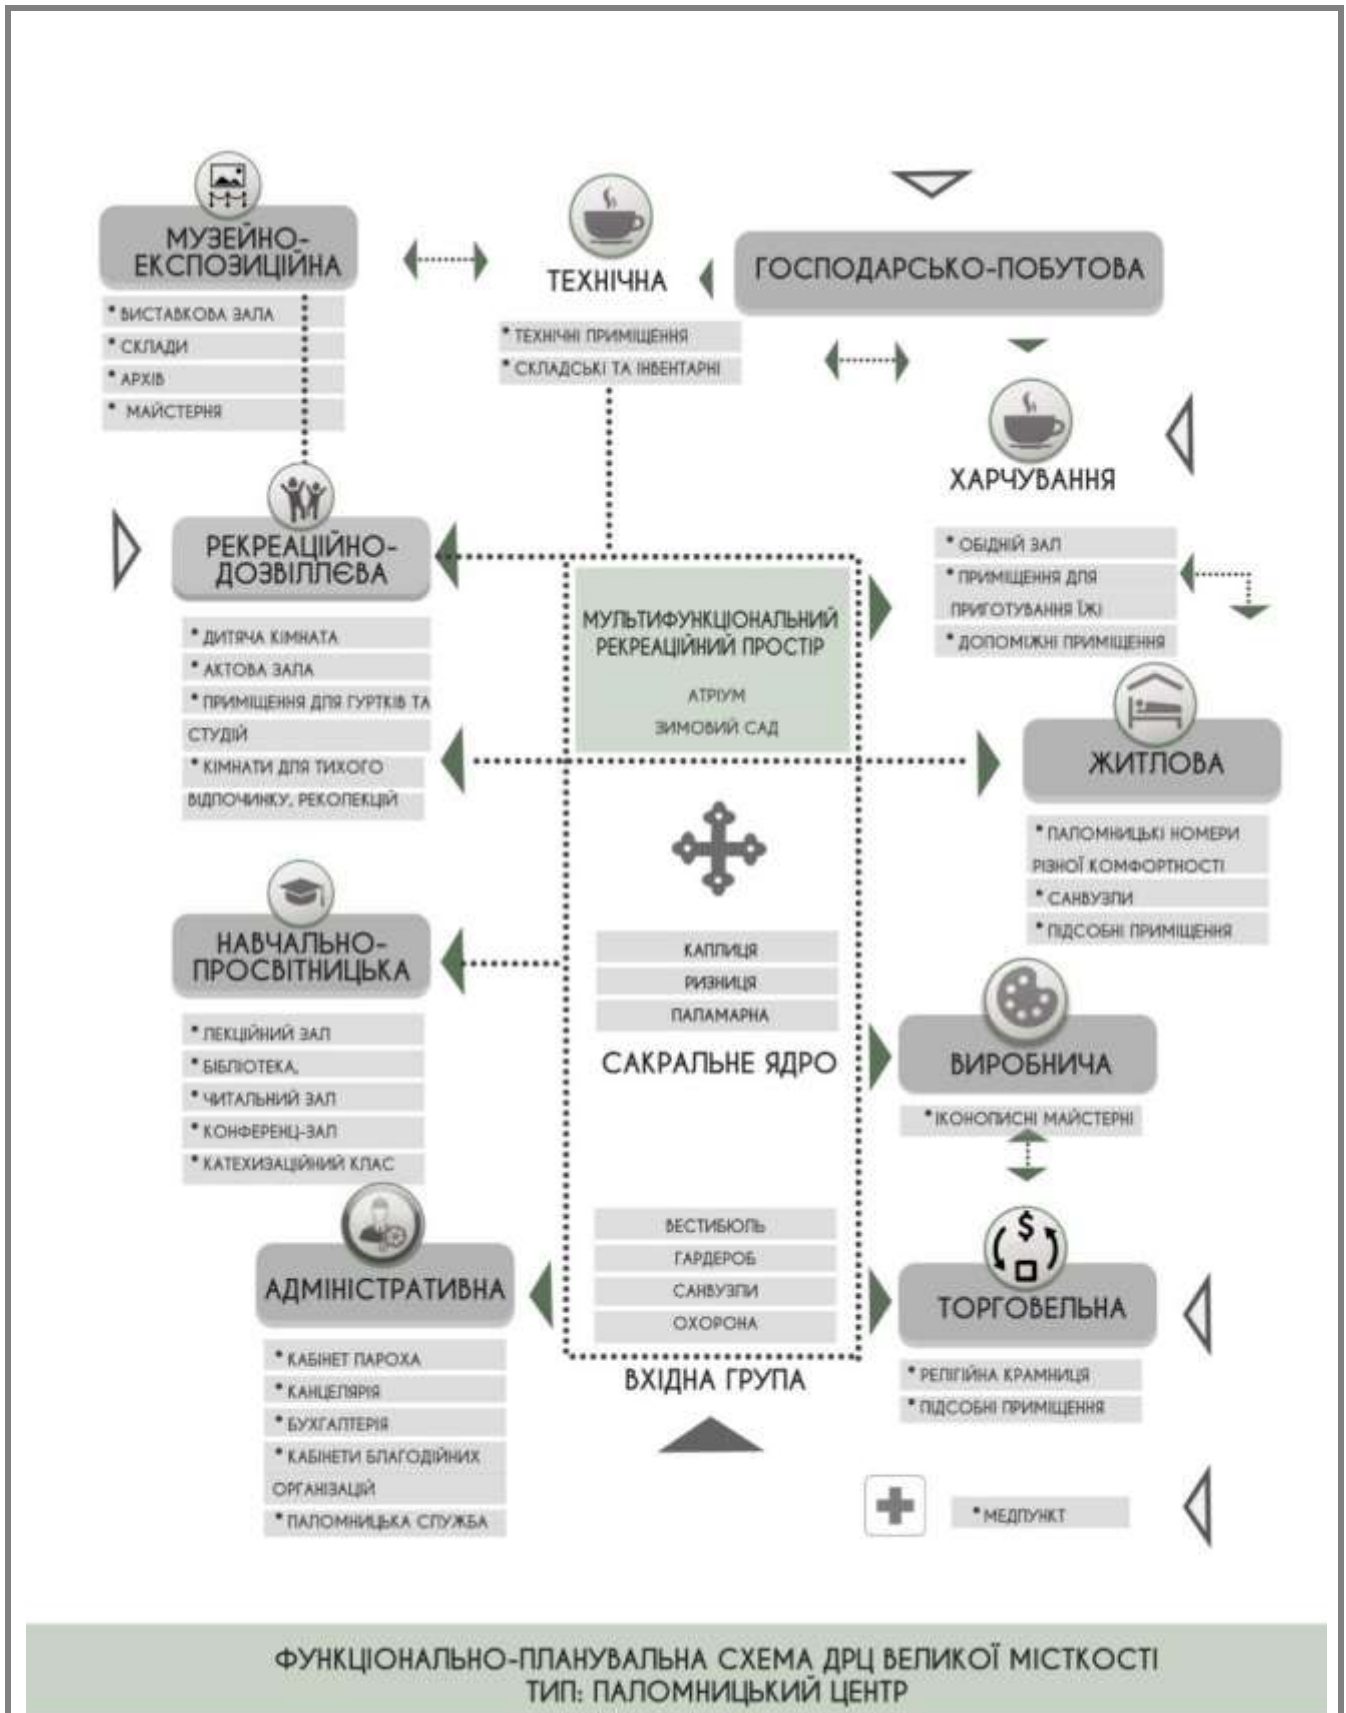 МУЗЕЙНО-
ЕКСПОЗИЦІЙНА
* ВИСТАВКОВА ЗАЛА
* СКЛАДИ
* АРХІВ
* МАЙСТЕРНЯ
ТЕХНІЧНА
* ТЕХНІЧНІ ПРИМІЩЕННЯ
* СКЛАДСЬКІ ТА ІНВЕНТАРНІ
ГОСПОДАРСЬКО-ПОБУТОВА
ХАРЧУВАННЯ
* ОБІДНІЙ ЗАЛ
* ПРИМІЩЕННЯ ДЛЯ
ПРИГОТУВАННЯ ЇЖІ
* ДОПОМІЖНІ ПРИМІЩЕННЯ
РЕКРЕАЦІЙНО-
ДОЗВІЛЛЄВА
* ДИТЯЧА КІМНАТА
* АКТОВА ЗАЛА
* ПРИМІЩЕННЯ ДЛЯ ГУРТКІВ ТА
СТУДІЙ
* КІМНАТИ ДЛЯ ТИХОГО
ВІДПОЧИНКУ, РЕКОЛЕКЦІЙ
МУЛЬТИФУНКЦІОНАЛЬНИЙ
РЕКРЕАЦІЙНИЙ ПРОСТІР
АТРІУМ
ЗИМОВИЙ САД
ЖИТЛОВА
* ПАЛОМНИЦЬКІ НОМЕРИ
РІЗНОЇ КОМФОРТНОСТІ
* САНВУЗЛИ
* ПІДСОБНІ ПРИМІЩЕННЯ
НАВЧАЛЬНО-
ПРОСВІТНИЦЬКА
* ЛЕКЦІЙНИЙ ЗАЛ
* БІБЛІОТЕКА,
* ЧИТАЛЬНИЙ ЗАЛ
* КОНФЕРЕНЦ-ЗАЛ
* КАТЕХИЗАЦІЙНИЙ КЛАС
КАПЛИЦЯ
РИЗНИЦЯ
ПАЛАМАРНА
САКРАЛЬНЕ ЯДРО
ВИРОБНИЧА
* ІКОНОПИСНІ МАЙСТЕРНІ
АДМІНІСТРАТИВНА
* КАБІНЕТ ПАРОХА
* КАНЦЕЛЯРІЯ
* БУХГАЛТЕРІЯ
* КАБІНЕТИ БЛАГОДІЙНИХ
ОРГАНІЗАЦІЙ
* ПАЛОМНИЦЬКА СЛУЖБА
ВЕСТИБЮЛЬ
ГАРДЕРОБ
САНВУЗЛИ
ОХОРОНА
ВХІДНА ГРУПА
$
ТОРГОВЕЛЬНА
* РЕЛІГІЙНА КРАМНИЦЯ
* ПІДСОБНІ ПРИМІЩЕННЯ
* МЕДПУНКТ
ФУНКЦІОНАЛЬНО-ПЛАНУВАЛЬНА СХЕМА ДРЦ ВЕЛИКОЇ МІСТКОСТІ
ТИП: ПАЛОМНИЦЬКИЙ ЦЕНТР